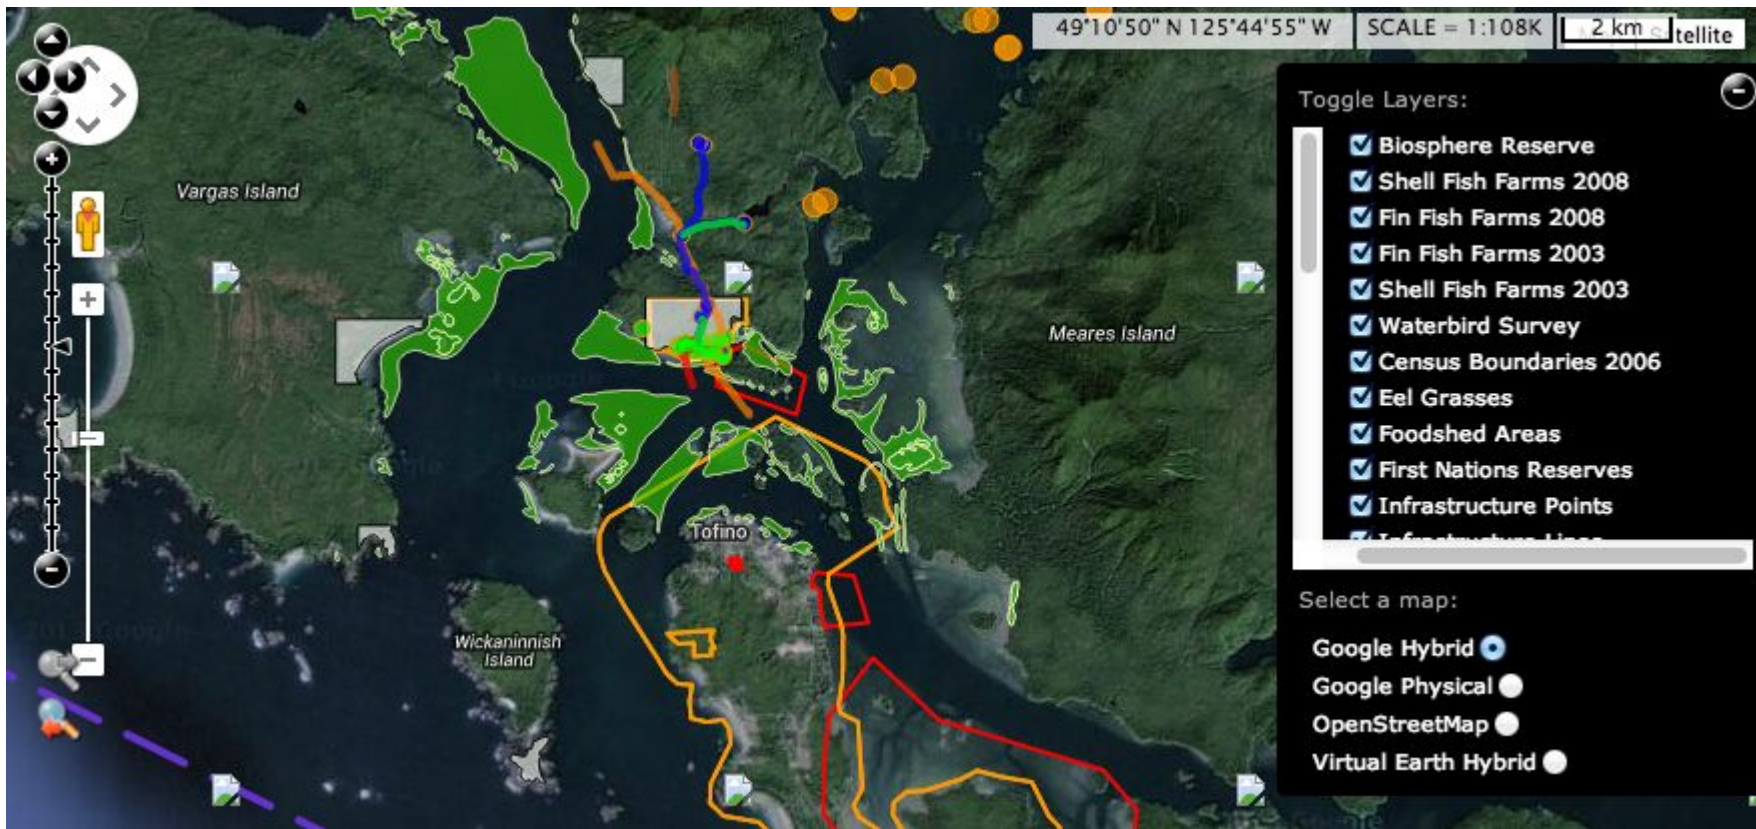 49°10'50" N 125°44'55" W
SCALE = 1:108K
2 km
tellite
Toggle Layers:
Biosphere Reserve
Shell Fish Farms 2008
Fin Fish Farms 2008
Fin Fish Farms 2003
Shell Fish Farms 2003
Waterbird Survey
Census Boundaries 2006
Eel Grasses
Foodshed Areas
First Nations Reserves
Infrastructure Points
Infrastructure Lines
Select a map:
Google Hybrid
Google Physical
OpenStreetMap
Virtual Earth Hybrid
Vargas Island
Meares Island
Tofino
Wickaninnish
Island